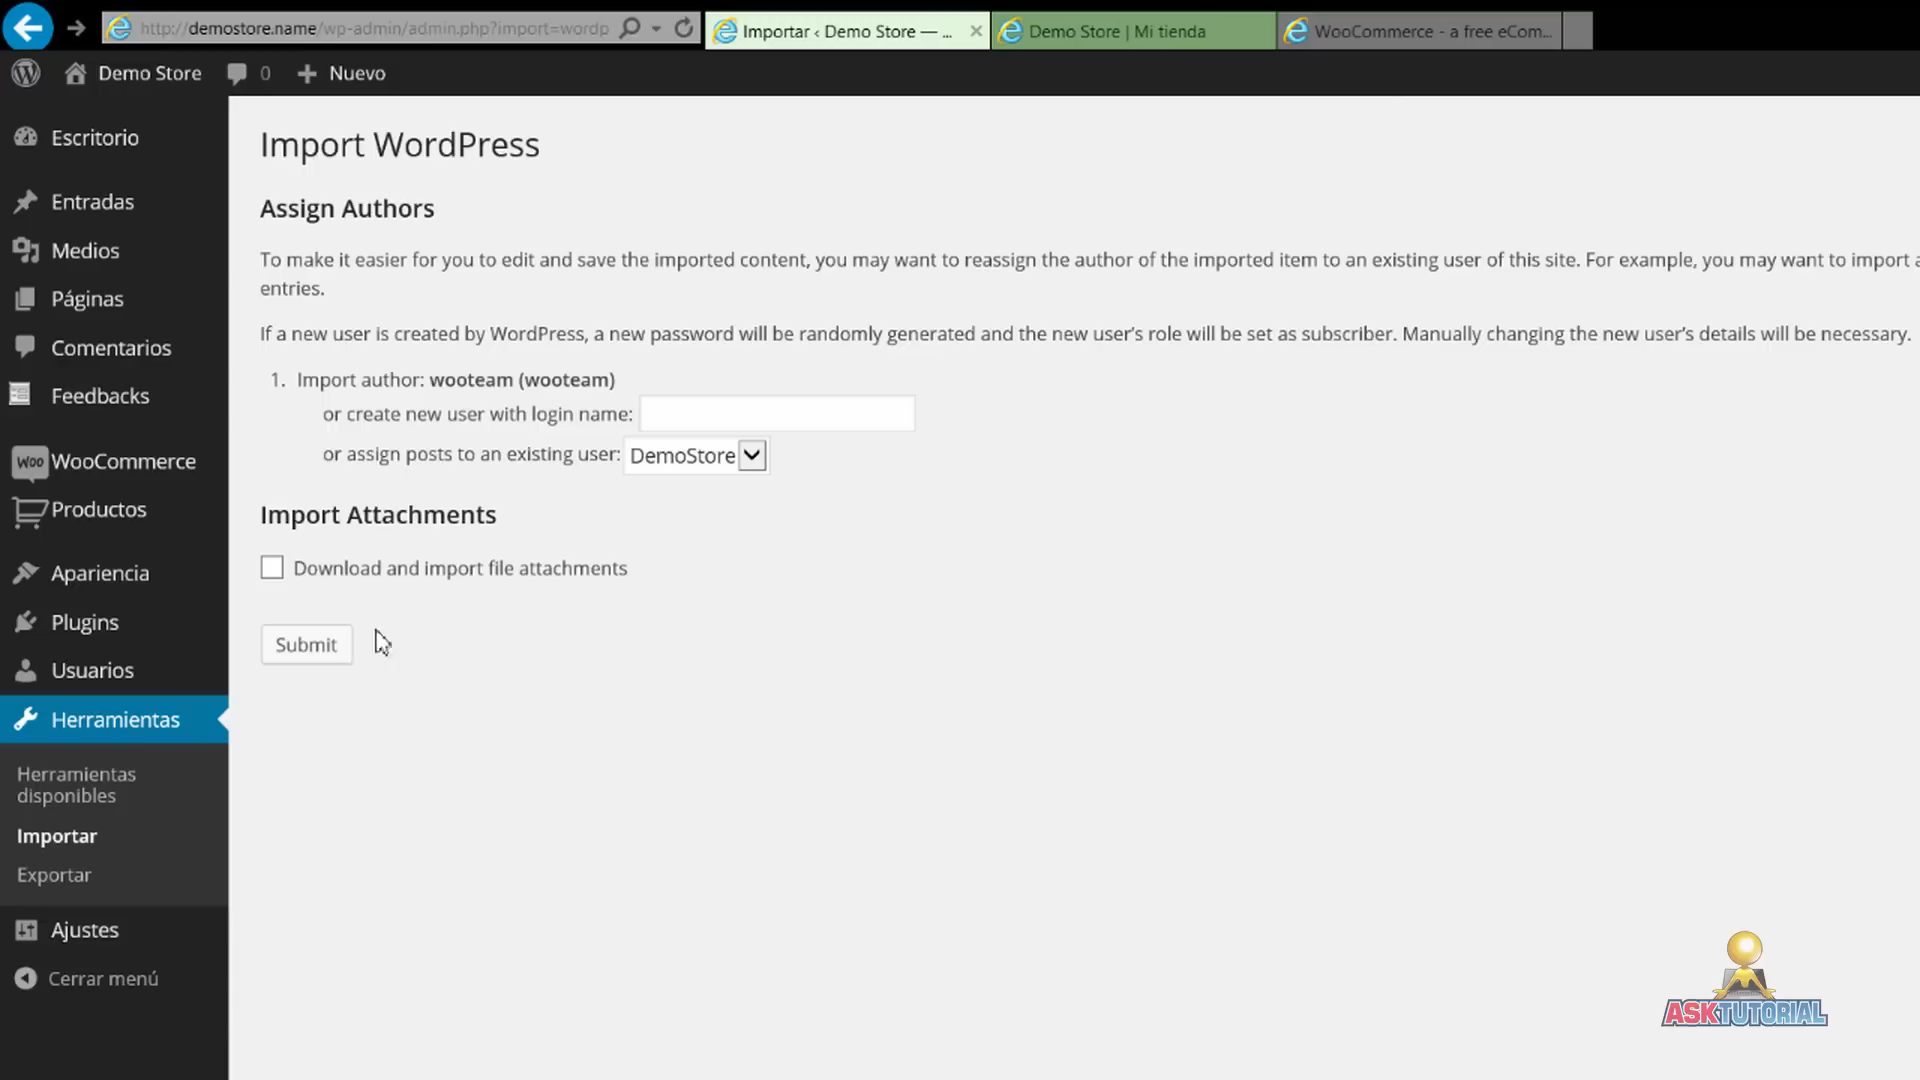 http://demostore.name/wp-admin/admin.php?import=wordp
Importar ‹ Demo Store — ...
Demo Store | Mi tienda
WooCommerce - a free eCom...
Demo Store
0
Nuevo
Escritorio
Entradas
Medios
Páginas
Comentarios
Feedbacks
Woo
WooCommerce
Productos
Apariencia
Plugins
Usuarios
Herramientas
Herramientas
disponibles
Importar
Exportar
Ajustes
Cerrar menú
Import WordPress
Assign Authors
To make it easier for you to edit and save the imported content, you may want to reassign the author of the imported item to an existing user of this site. For example, you may want to import a
entries.
If a new user is created by WordPress, a new password will be randomly generated and the new user's role will be set as subscriber. Manually changing the new user's details will be necessary.
1. Import author: wooteam (wooteam)
or create new user with login name:
or assign posts to an existing user: DemoStore
Import Attachments
Download and import file attachments
Submit
ASKTUTORIAL